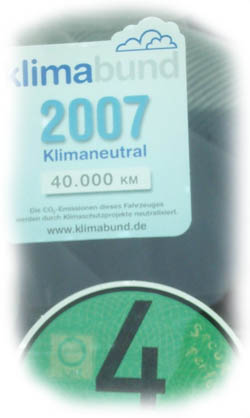 klimabund
2007
Klimaneutral
40.000 KM
Die CO₂-Emissionen dieses Fahrzeuges
werden durch Klimaschutzprojekte neutralisiert.
www.klimabund.de
4